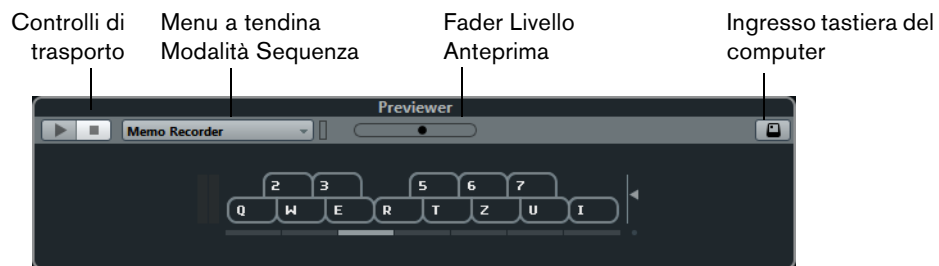 Controlli di
trasporto
Menu a tendina
Modalità Sequenza
Fader Livello
Anteprima
Ingresso tastiera del
computer
Previewer
Memo Recorder
2 3 5 6 7
Q W E R T Z U I